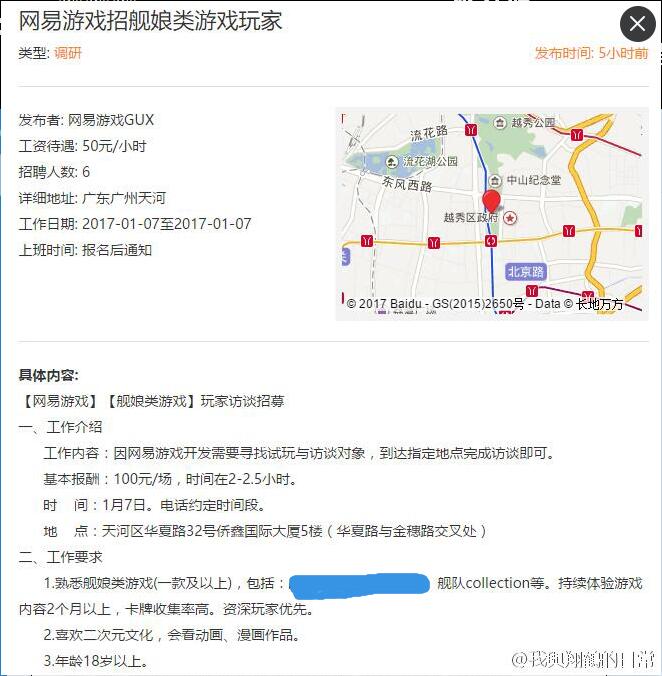 网易游戏招舰娘类游戏玩家
类型: 调研
发布时间: 5小时前
发布者: 网易游戏GUX
工资待遇: 50元/小时
招聘人数: 6
详细地址: 广东广州天河
工作日期: 2017-01-07至2017-01-07
上班时间: 报名后通知
流花路
越秀公园
流花湖公园
中山纪念堂
东风西路
越秀区政府
北京路
© 2017 Baidu - GS(2015)2650号 - Data © 长地万方
具体内容:
【网易游戏】【舰娘类游戏】玩家访谈招募
一、工作介绍
工作内容：因网易游戏开发需要寻找试玩与访谈对象，到达指定地点完成访谈即可。
基本报酬：100元/场，时间在2-2.5小时。
时 间：1月7日。电话约定时间段。
地 点：天河区华夏路32号侨鑫国际大厦5楼（华夏路与金穗路交叉处）
二、工作要求
1.熟悉舰娘类游戏(一款及以上)，包括： 舰队collection等。持续体验游戏
内容2个月以上，卡牌收集率高。资深玩家优先。
2.喜欢二次元文化，会看动画、漫画作品。
3.年龄18岁以上。